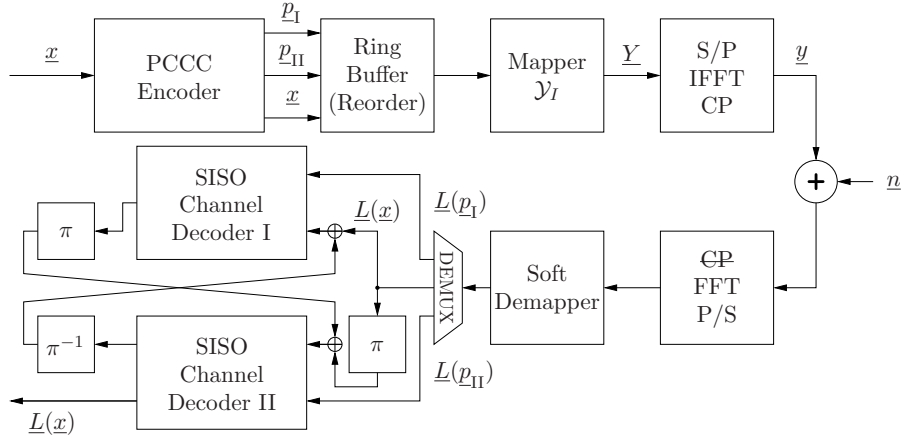 x
PCCC
Encoder
p_I
p_II
x
Ring
Buffer
(Reorder)
Mapper
𝒴_I
Y
S/P
IFFT
CP
y
+
n
SISO
Channel
Decoder I
π
L(x)
L(p_I)
DEMUX
Soft
Demapper
CP
FFT
P/S
π⁻¹
SISO
Channel
Decoder II
π
L(p_II)
L(x)